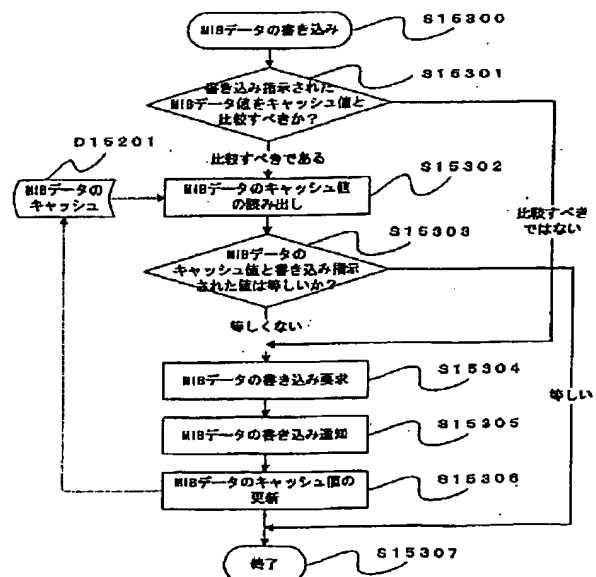 MIBデータの書き込み
S15300
書き込み指示された
MIBデータ値をキャッシュ値と
比較すべきか?
S15301
D15201
比較すべきである
MIBデータの
キャッシュ
MIBデータのキャッシュ値
の読み出し
S15302
比較すべき
ではない
MIBデータの
キャッシュ値と書き込み指示
された値は等しいか?
S15303
等しくない
MIBデータの書き込み要求
S15304
等しい
MIBデータの書き込み通知
S15305
MIBデータのキャッシュ値の
更新
S15306
終了
S15307